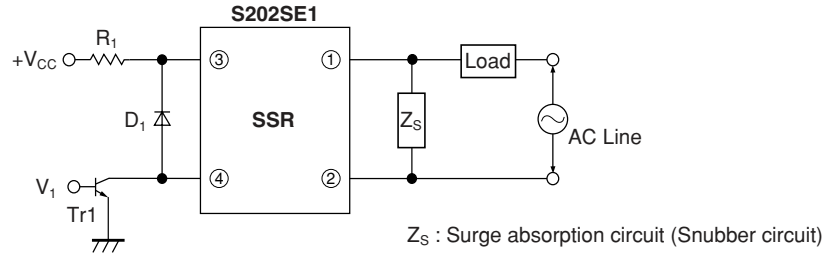 S202SE1
R1
+VCC
③
①
Load
D1
SSR
ZS
AC Line
V1
④
②
Tr1
ZS : Surge absorption circuit (Snubber circuit)